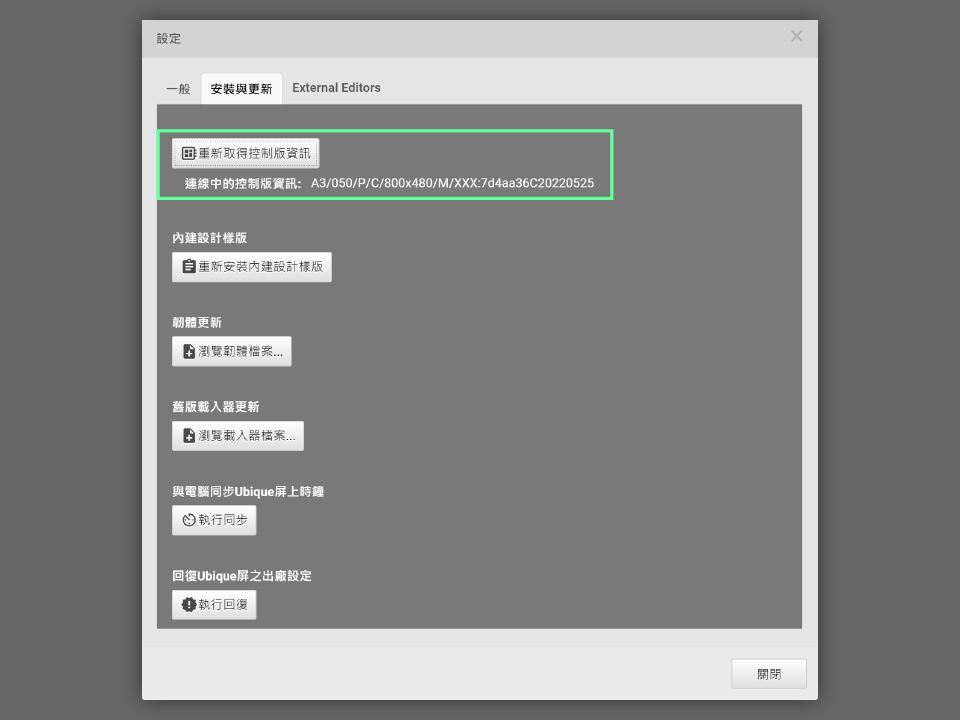 設定
一般 安裝與更新 External Editors
重新取得控制版資訊
連線中的控制版資訊: A3/050/P/C/800x480/M/XXX:7d4aa36C20220525
內建設計樣版
重新安裝內建設計樣版
韌體更新
瀏覽韌體檔案...
舊版載入器更新
瀏覽載入器檔案...
與電腦同步Ubique屏上時鐘
執行同步
回復Ubique屏之出廠設定
執行回復
關閉